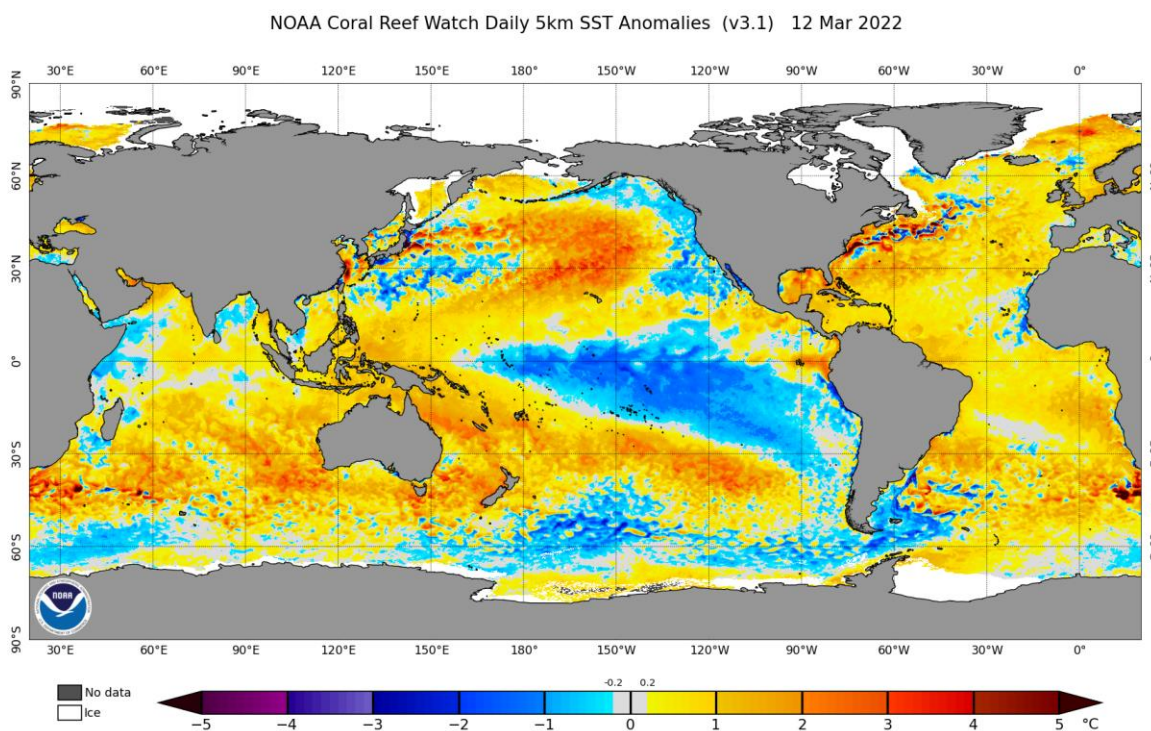 NOAA Coral Reef Watch Daily 5km SST Anomalies (v3.1) 12 Mar 2022
30°E 60°E 90°E 120°E 150°E 180° 150°W 120°W 90°W 60°W 30°W 0°
90°N
60°N
30°N
0°
30°S
60°S
90°S
NOAA
30°E 60°E 90°E 120°E 150°E 180° 150°W 120°W 90°W 60°W 30°W 0°
No data
Ice
-0.2 0.2
−5 −4 −3 −2 −1 0 1 2 3 4 5 °C